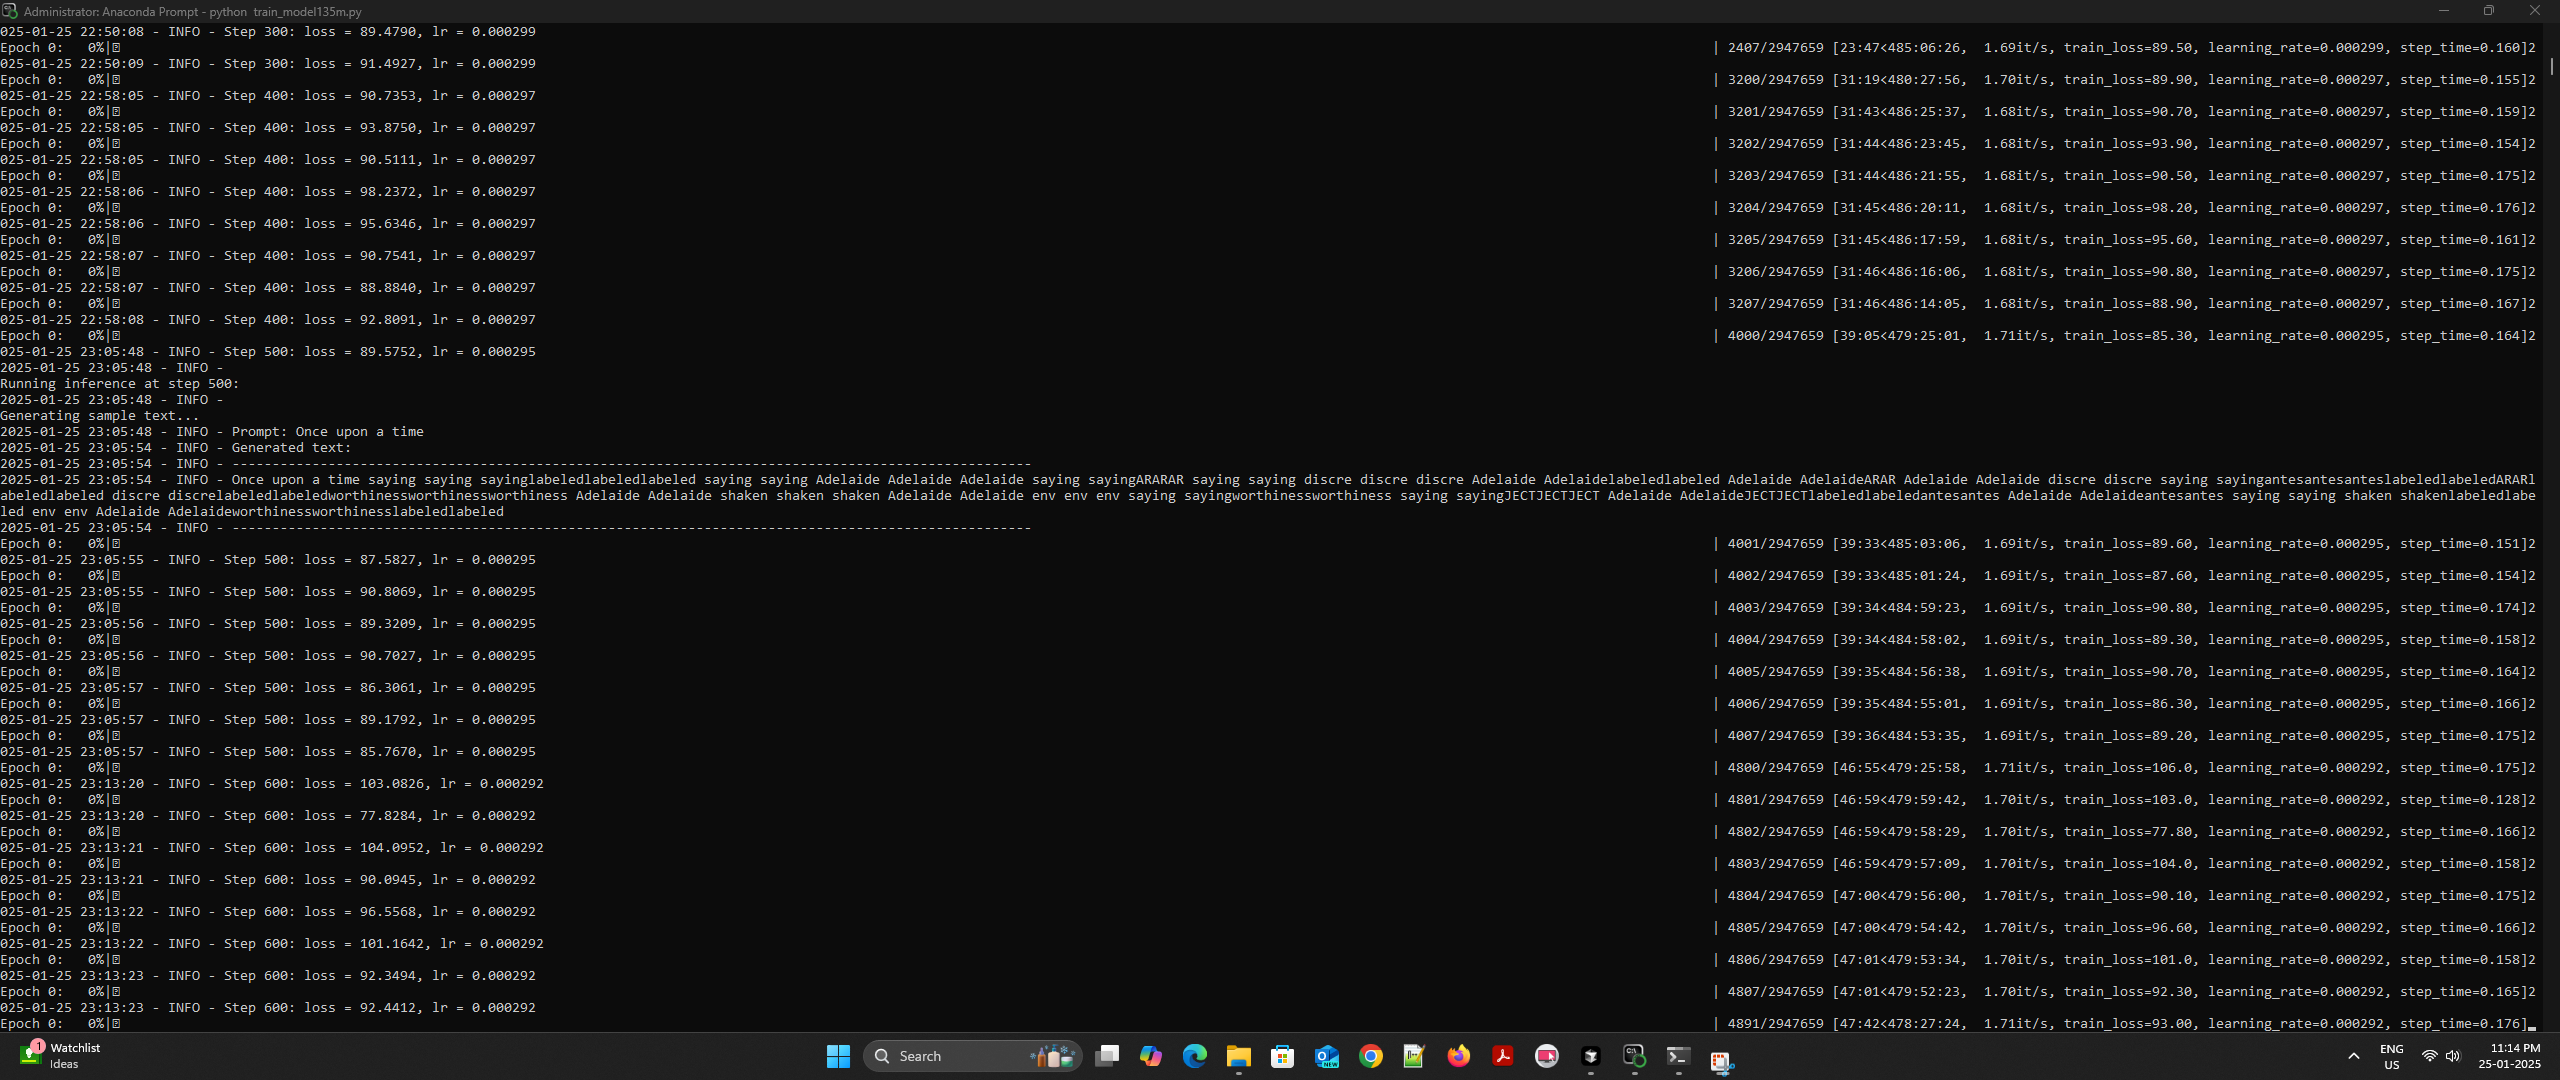 Administrator: Anaconda Prompt - python  train_model135m.py
025-01-25 22:50:08 - INFO - Step 300: loss = 89.4790, lr = 0.000299
Epoch 0:   0%| | 2407/2947659 [23:47<485:06:26,  1.69it/s, train_loss=89.50, learning_rate=0.000299, step_time=0.160]2
025-01-25 22:50:09 - INFO - Step 300: loss = 91.4927, lr = 0.000299
Epoch 0:   0%| | 3200/2947659 [31:19<480:27:56,  1.70it/s, train_loss=89.90, learning_rate=0.000297, step_time=0.155]2
025-01-25 22:58:05 - INFO - Step 400: loss = 90.7353, lr = 0.000297
Epoch 0:   0%| | 3201/2947659 [31:43<486:25:37,  1.68it/s, train_loss=90.70, learning_rate=0.000297, step_time=0.159]2
025-01-25 22:58:05 - INFO - Step 400: loss = 93.8750, lr = 0.000297
Epoch 0:   0%| | 3202/2947659 [31:44<486:23:45,  1.68it/s, train_loss=93.90, learning_rate=0.000297, step_time=0.154]2
025-01-25 22:58:05 - INFO - Step 400: loss = 90.5111, lr = 0.000297
Epoch 0:   0%| | 3203/2947659 [31:44<486:21:55,  1.68it/s, train_loss=90.50, learning_rate=0.000297, step_time=0.175]2
025-01-25 22:58:06 - INFO - Step 400: loss = 98.2372, lr = 0.000297
Epoch 0:   0%| | 3204/2947659 [31:45<486:20:11,  1.68it/s, train_loss=98.20, learning_rate=0.000297, step_time=0.176]2
025-01-25 22:58:06 - INFO - Step 400: loss = 95.6346, lr = 0.000297
Epoch 0:   0%| | 3205/2947659 [31:45<486:17:59,  1.68it/s, train_loss=95.60, learning_rate=0.000297, step_time=0.161]2
025-01-25 22:58:07 - INFO - Step 400: loss = 90.7541, lr = 0.000297
Epoch 0:   0%| | 3206/2947659 [31:46<486:16:06,  1.68it/s, train_loss=90.80, learning_rate=0.000297, step_time=0.175]2
025-01-25 22:58:07 - INFO - Step 400: loss = 88.8840, lr = 0.000297
Epoch 0:   0%| | 3207/2947659 [31:46<486:14:05,  1.68it/s, train_loss=88.90, learning_rate=0.000297, step_time=0.167]2
025-01-25 22:58:08 - INFO - Step 400: loss = 92.8091, lr = 0.000297
Epoch 0:   0%| | 4000/2947659 [39:05<479:25:01,  1.71it/s, train_loss=85.30, learning_rate=0.000295, step_time=0.164]2
025-01-25 23:05:48 - INFO - Step 500: loss = 89.5752, lr = 0.000295
2025-01-25 23:05:48 - INFO -
Running inference at step 500:
2025-01-25 23:05:48 - INFO -
Generating sample text...
2025-01-25 23:05:48 - INFO - Prompt: Once upon a time
2025-01-25 23:05:54 - INFO - Generated text:
2025-01-25 23:05:54 - INFO - ----------------------------------------------------------------------------------------------------
2025-01-25 23:05:54 - INFO - Once upon a time saying saying sayinglabeledlabeledlabeled saying saying Adelaide Adelaide Adelaide saying sayingARARAR saying saying discre discre discre Adelaide Adelaidelabeledlabeled Adelaide AdelaideARAR Adelaide Adelaide discre discre saying sayingantesantesanteslabeledlabeledARARl
abeledlabeled discre discrelabeledlabeledworthinessworthinessworthiness Adelaide Adelaide shaken shaken shaken Adelaide Adelaide env env env saying sayingworthinessworthiness saying sayingJECTJECTJECT Adelaide AdelaideJECTJECTlabeledlabeledantesantes Adelaide Adelaideantesantes saying saying shaken shakenlabeledlabe
led env env Adelaide Adelaideworthinessworthinesslabeledlabeled
2025-01-25 23:05:54 - INFO - ----------------------------------------------------------------------------------------------------
Epoch 0:   0%| | 4001/2947659 [39:33<485:03:06,  1.69it/s, train_loss=89.60, learning_rate=0.000295, step_time=0.151]2
025-01-25 23:05:55 - INFO - Step 500: loss = 87.5827, lr = 0.000295
Epoch 0:   0%| | 4002/2947659 [39:33<485:01:24,  1.69it/s, train_loss=87.60, learning_rate=0.000295, step_time=0.154]2
025-01-25 23:05:55 - INFO - Step 500: loss = 90.8069, lr = 0.000295
Epoch 0:   0%| | 4003/2947659 [39:34<484:59:23,  1.69it/s, train_loss=90.80, learning_rate=0.000295, step_time=0.174]2
025-01-25 23:05:56 - INFO - Step 500: loss = 89.3209, lr = 0.000295
Epoch 0:   0%| | 4004/2947659 [39:34<484:58:02,  1.69it/s, train_loss=89.30, learning_rate=0.000295, step_time=0.158]2
025-01-25 23:05:56 - INFO - Step 500: loss = 90.7027, lr = 0.000295
Epoch 0:   0%| | 4005/2947659 [39:35<484:56:38,  1.69it/s, train_loss=90.70, learning_rate=0.000295, step_time=0.164]2
025-01-25 23:05:57 - INFO - Step 500: loss = 86.3061, lr = 0.000295
Epoch 0:   0%| | 4006/2947659 [39:35<484:55:01,  1.69it/s, train_loss=86.30, learning_rate=0.000295, step_time=0.166]2
025-01-25 23:05:57 - INFO - Step 500: loss = 89.1792, lr = 0.000295
Epoch 0:   0%| | 4007/2947659 [39:36<484:53:35,  1.69it/s, train_loss=89.20, learning_rate=0.000295, step_time=0.175]2
025-01-25 23:05:57 - INFO - Step 500: loss = 85.7670, lr = 0.000295
Epoch 0:   0%| | 4800/2947659 [46:55<479:25:58,  1.71it/s, train_loss=106.0, learning_rate=0.000292, step_time=0.175]2
025-01-25 23:13:20 - INFO - Step 600: loss = 103.0826, lr = 0.000292
Epoch 0:   0%| | 4801/2947659 [46:59<479:59:42,  1.70it/s, train_loss=103.0, learning_rate=0.000292, step_time=0.128]2
025-01-25 23:13:20 - INFO - Step 600: loss = 77.8284, lr = 0.000292
Epoch 0:   0%| | 4802/2947659 [46:59<479:58:29,  1.70it/s, train_loss=77.80, learning_rate=0.000292, step_time=0.166]2
025-01-25 23:13:21 - INFO - Step 600: loss = 104.0952, lr = 0.000292
Epoch 0:   0%| | 4803/2947659 [46:59<479:57:09,  1.70it/s, train_loss=104.0, learning_rate=0.000292, step_time=0.158]2
025-01-25 23:13:21 - INFO - Step 600: loss = 90.0945, lr = 0.000292
Epoch 0:   0%| | 4804/2947659 [47:00<479:56:00,  1.70it/s, train_loss=90.10, learning_rate=0.000292, step_time=0.175]2
025-01-25 23:13:22 - INFO - Step 600: loss = 96.5568, lr = 0.000292
Epoch 0:   0%| | 4805/2947659 [47:00<479:54:42,  1.70it/s, train_loss=96.60, learning_rate=0.000292, step_time=0.166]2
025-01-25 23:13:22 - INFO - Step 600: loss = 101.1642, lr = 0.000292
Epoch 0:   0%| | 4806/2947659 [47:01<479:53:34,  1.70it/s, train_loss=101.0, learning_rate=0.000292, step_time=0.158]2
025-01-25 23:13:23 - INFO - Step 600: loss = 92.3494, lr = 0.000292
Epoch 0:   0%| | 4807/2947659 [47:01<479:52:23,  1.70it/s, train_loss=92.30, learning_rate=0.000292, step_time=0.165]2
025-01-25 23:13:23 - INFO - Step 600: loss = 92.4412, lr = 0.000292
Epoch 0:   0%| | 4891/2947659 [47:42<478:27:24,  1.71it/s, train_loss=93.00, learning_rate=0.000292, step_time=0.176]
1
Watchlist
Ideas
Search
NEW
ENG
US
11:14 PM
25-01-2025